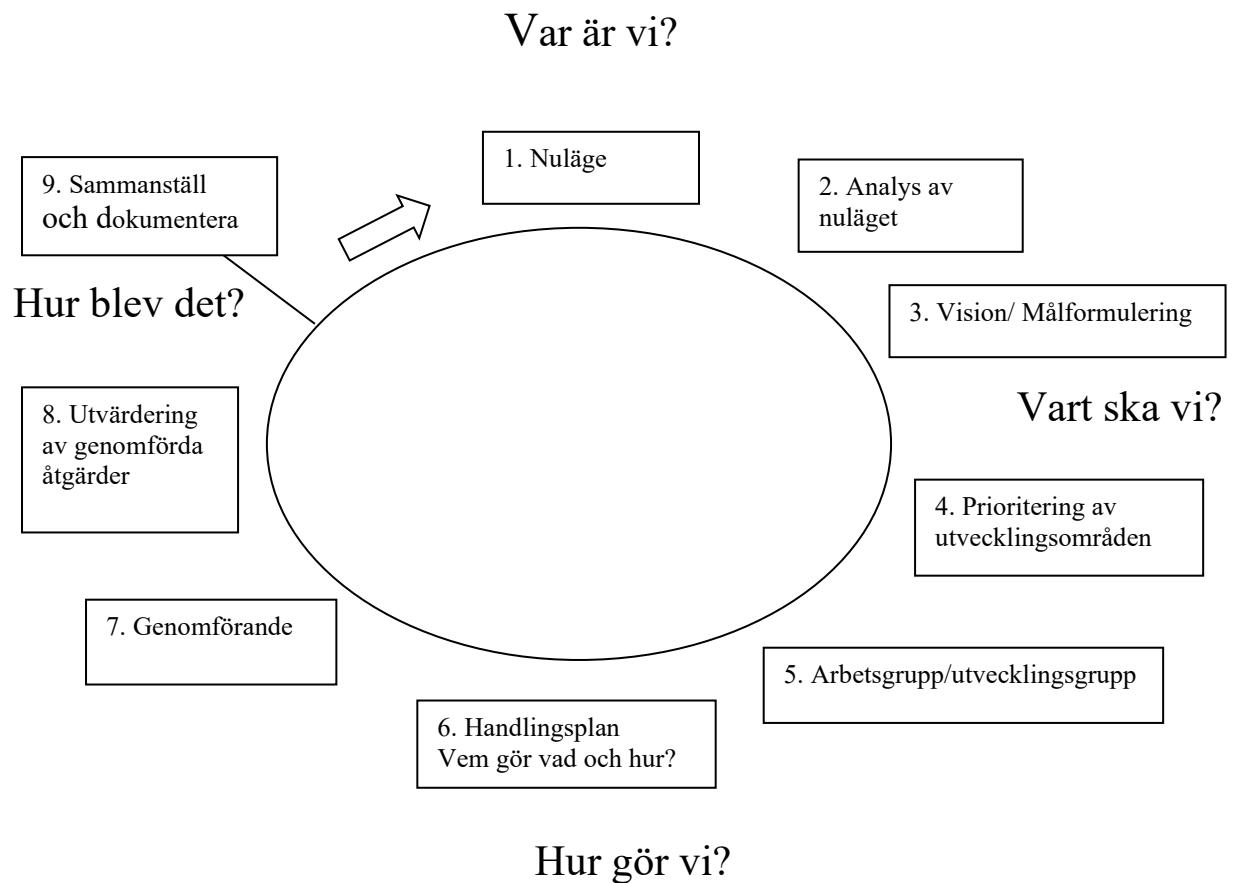 Var är vi?
1. Nuläge
2. Analys av
nuläget
3. Vision/ Målformulering
Vart ska vi?
4. Prioritering av
utvecklingsområden
5. Arbetsgrupp/utvecklingsgrupp
6. Handlingsplan
Vem gör vad och hur?
Hur gör vi?
7. Genomförande
8. Utvärdering
av genomförda
åtgärder
Hur blev det?
9. Sammanställ
och dokumentera